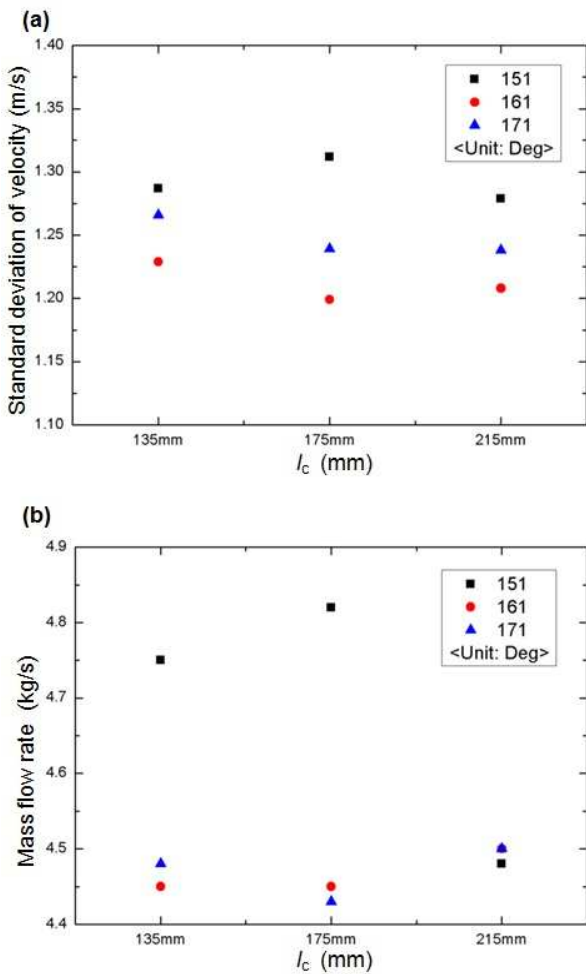 (a)
Standard deviation of velocity (m/s)
1.40
1.35
1.30
1.25
1.20
1.15
1.10
151
161
171
<Unit: Deg>
135mm
175mm
215mm
lc (mm)
(b)
Mass flow rate (kg/s)
4.9
4.8
4.7
4.6
4.5
4.4
151
161
171
<Unit: Deg>
135mm
175mm
215mm
lc (mm)